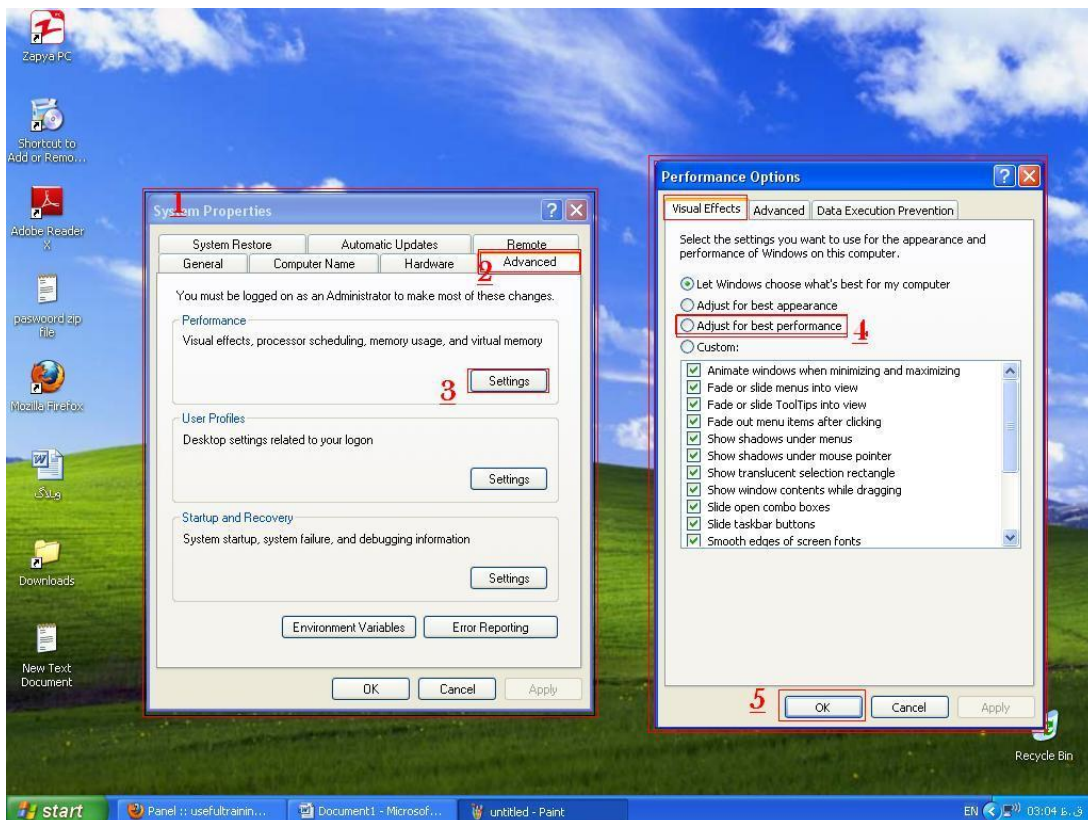 Zapya PC
Shortcut to
Add or Remo...
Adobe Reader
X
paswoord zip
file
Mozilla Firefox
وبلاگ
Downloads
New Text
Document
1
System Properties
System Restore
Automatic Updates
Remote
General
Computer Name
Hardware
2
Advanced
You must be logged on as an Administrator to make most of these changes.
Performance
Visual effects, processor scheduling, memory usage, and virtual memory
3
Settings
User Profiles
Desktop settings related to your logon
Settings
Startup and Recovery
System startup, system failure, and debugging information
Settings
Environment Variables
Error Reporting
OK
Cancel
Apply
Performance Options
Visual Effects
Advanced
Data Execution Prevention
Select the settings you want to use for the appearance and
performance of Windows on this computer.
Let Windows choose what's best for my computer
Adjust for best appearance
Adjust for best performance
4
Custom:
Animate windows when minimizing and maximizing
Fade or slide menus into view
Fade or slide ToolTips into view
Fade out menu items after clicking
Show shadows under menus
Show shadows under mouse pointer
Show translucent selection rectangle
Show window contents while dragging
Slide open combo boxes
Slide taskbar buttons
Smooth edges of screen fonts
5
OK
Cancel
Apply
Recycle Bin
start
Panel :: usefultrainin...
Document1 - Microsof...
untitled - Paint
EN
03:04 ق.ظ